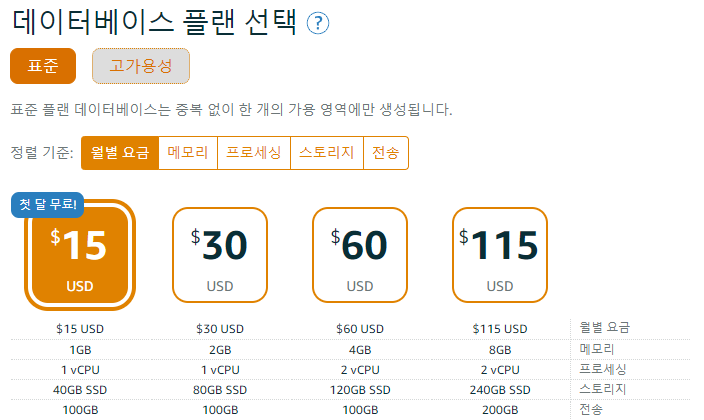 데이터베이스 플랜 선택 ?
표준 고가용성
표준 플랜 데이터베이스는 중복 없이 한 개의 가용 영역에만 생성됩니다.
정렬 기준: 월별 요금 메모리 프로세싱 스토리지 전송
첫 달 무료!
$15 $30 $60 $115
USD USD USD USD
$15 USD $30 USD $60 USD $115 USD 월별 요금
1GB 2GB 4GB 8GB 메모리
1 vCPU 1 vCPU 2 vCPU 2 vCPU 프로세싱
40GB SSD 80GB SSD 120GB SSD 240GB SSD 스토리지
100GB 100GB 100GB 200GB 전송